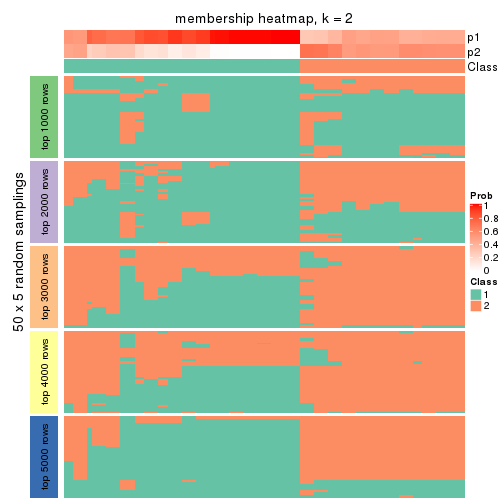 membership heatmap, k = 2
p1
p2
Class
50 x 5 random samplings
top 1000 rows
top 2000 rows
top 3000 rows
top 4000 rows
top 5000 rows
Prob
1
0.8
0.6
0.4
0.2
0
Class
1
2